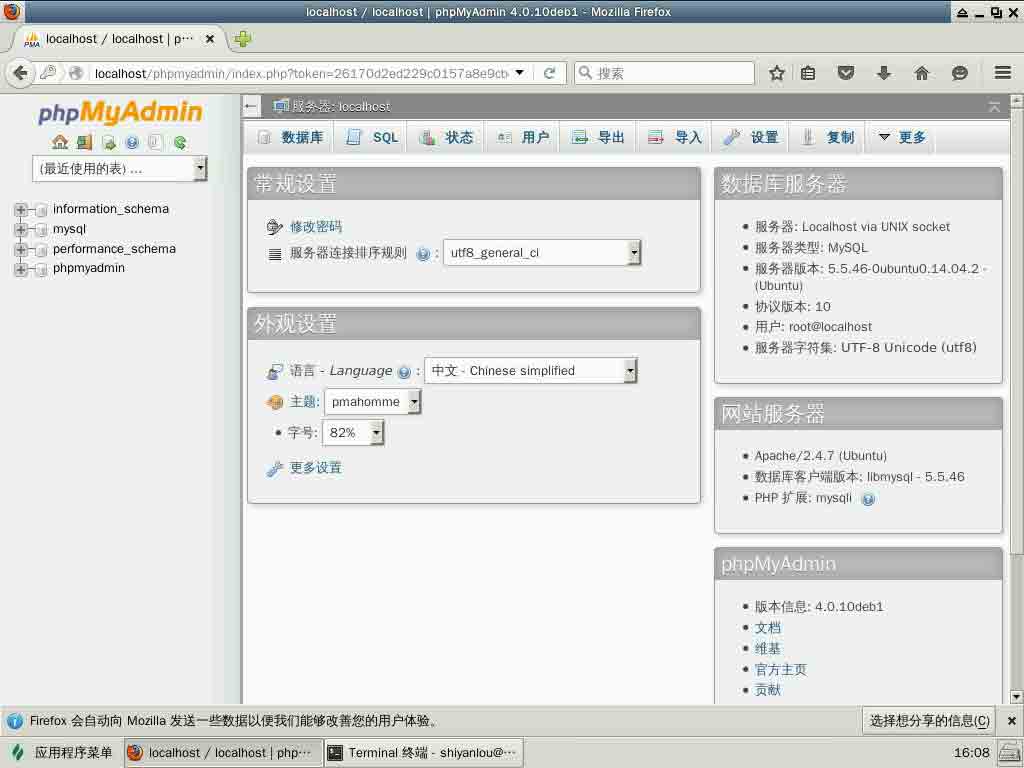 localhost / localhost | phpMyAdmin 4.0.10deb1 - Mozilla Firefox
localhost / localhost | p···
localhost/phpmyadmin/index.php?token=26170d2ed229c0157a8e9cb
搜索
phpMyAdmin
(最近使用的表) ...
information_schema
mysql
performance_schema
phpmyadmin
服务器: localhost
数据库 SQL 状态 用户 导出 导入 设置 复制 更多
常规设置
修改密码
服务器连接排序规则 : utf8_general_ci
外观设置
语言 - Language : 中文 - Chinese simplified
主题: pmahomme
字号: 82%
更多设置
数据库服务器
服务器: Localhost via UNIX socket
服务器类型: MySQL
服务器版本: 5.5.46-0ubuntu0.14.04.2 -
(Ubuntu)
协议版本: 10
用户: root@localhost
服务器字符集: UTF-8 Unicode (utf8)
网站服务器
Apache/2.4.7 (Ubuntu)
数据库客户端版本: libmysql - 5.5.46
PHP 扩展: mysqli
phpMyAdmin
版本信息: 4.0.10deb1
文档
维基
官方主页
贡献
Firefox 会自动向 Mozilla 发送一些数据以便我们能够改善您的用户体验。
选择想分享的信息(C)
应用程序菜单
localhost / localhost | php···
Terminal 终端 - shiyanlou@···
16:08